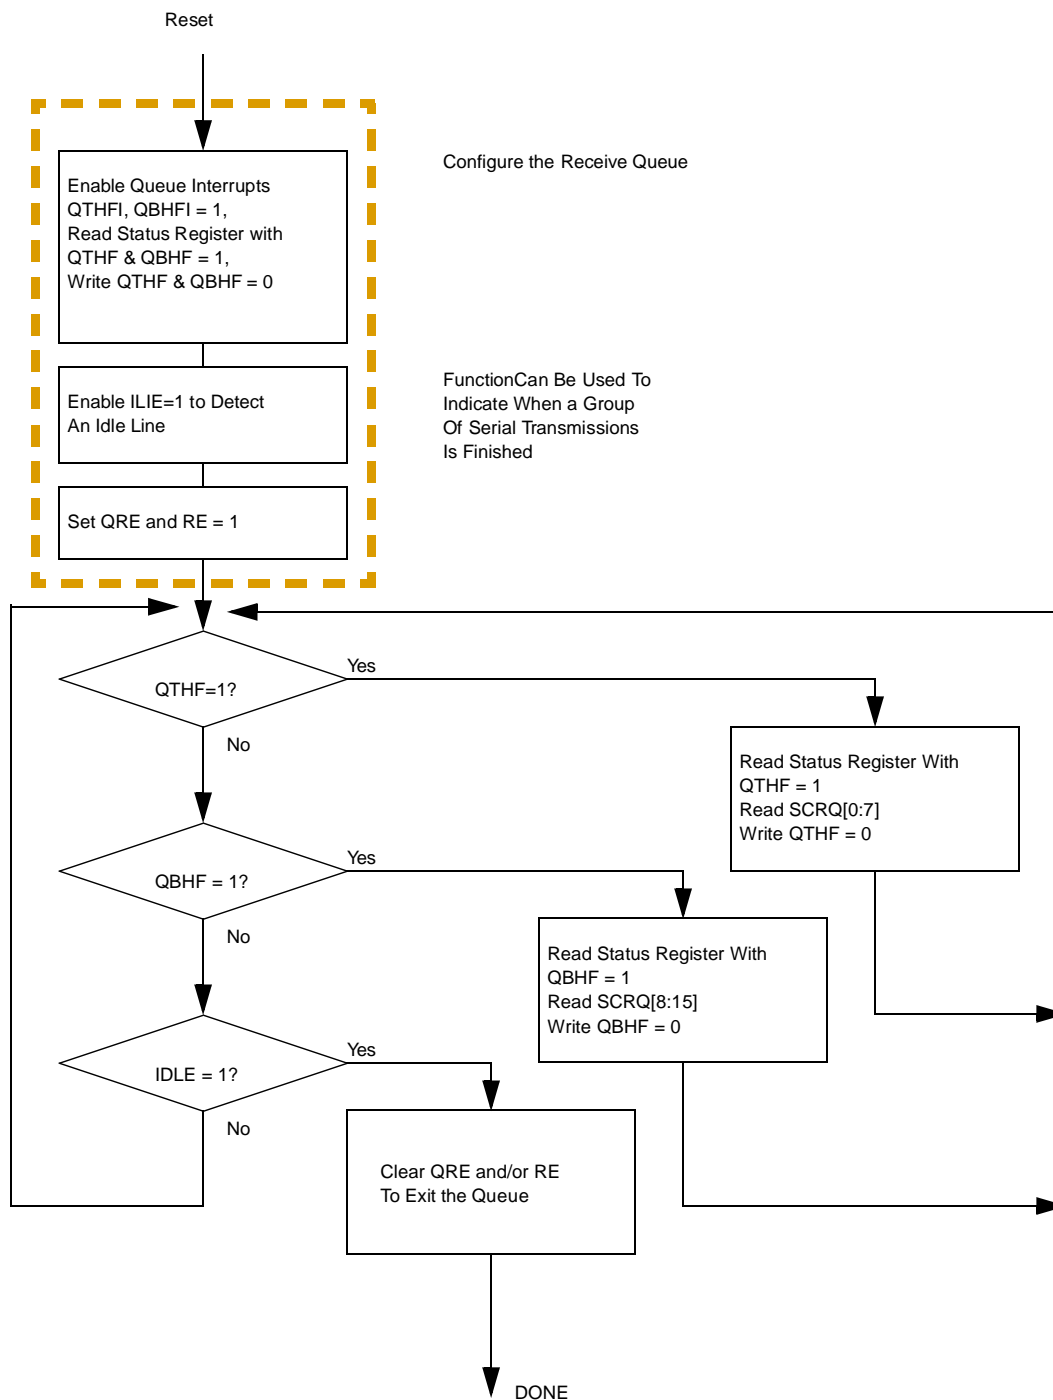 Reset
Configure the Receive Queue
Enable Queue Interrupts
QTHFI, QBHFI = 1,
Read Status Register with
QTHF & QBHF = 1,
Write QTHF & QBHF = 0
Enable ILIE=1 to Detect
An Idle Line
FunctionCan Be Used To
Indicate When a Group
Of Serial Transmissions
Is Finished
Set QRE and RE = 1
QTHF=1?
Yes
No
Read Status Register With
QTHF = 1
Read SCRQ[0:7]
Write QTHF = 0
QBHF = 1?
Yes
No
Read Status Register With
QBHF = 1
Read SCRQ[8:15]
Write QBHF = 0
IDLE = 1?
Yes
No
Clear QRE and/or RE
To Exit the Queue
DONE